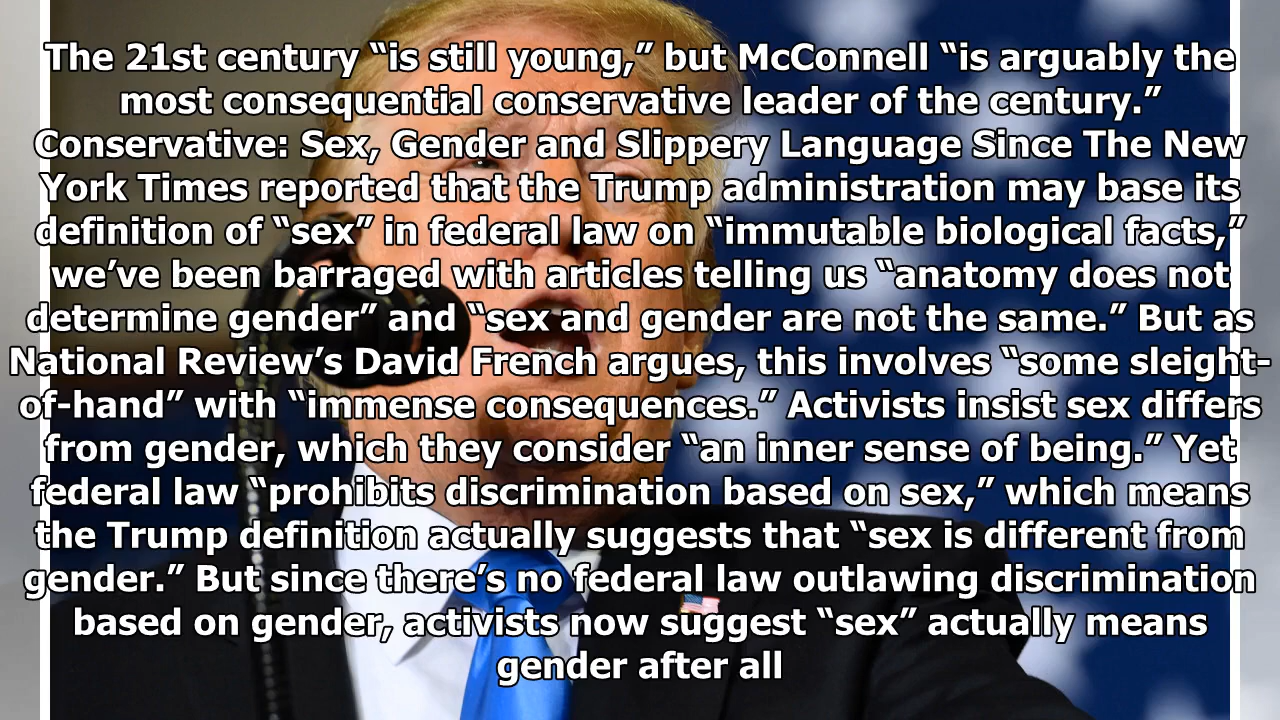 The 21st century “is still young,” but McConnell “is arguably the
most consequential conservative leader of the century.”
Conservative: Sex, Gender and Slippery Language Since The New
York Times reported that the Trump administration may base its
definition of “sex” in federal law on “immutable biological facts,”
we’ve been barraged with articles telling us “anatomy does not
determine gender” and “sex and gender are not the same.” But as
National Review’s David French argues, this involves “some sleight-
of-hand” with “immense consequences.” Activists insist sex differs
from gender, which they consider “an inner sense of being.” Yet
federal law “prohibits discrimination based on sex,” which means
the Trump definition actually suggests that “sex is different from
gender.” But since there’s no federal law outlawing discrimination
based on gender, activists now suggest “sex” actually means
gender after all